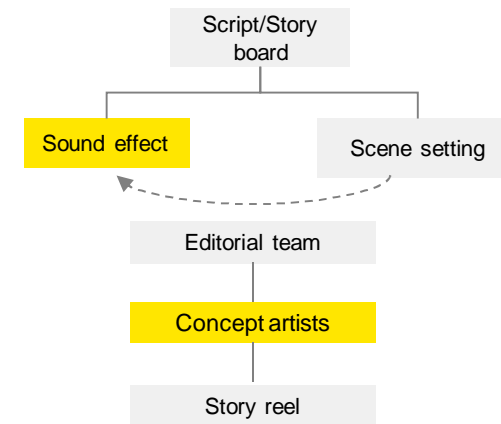 Script/Story
board
Sound effect
Scene setting
Editorial team
Concept artists
Story reel